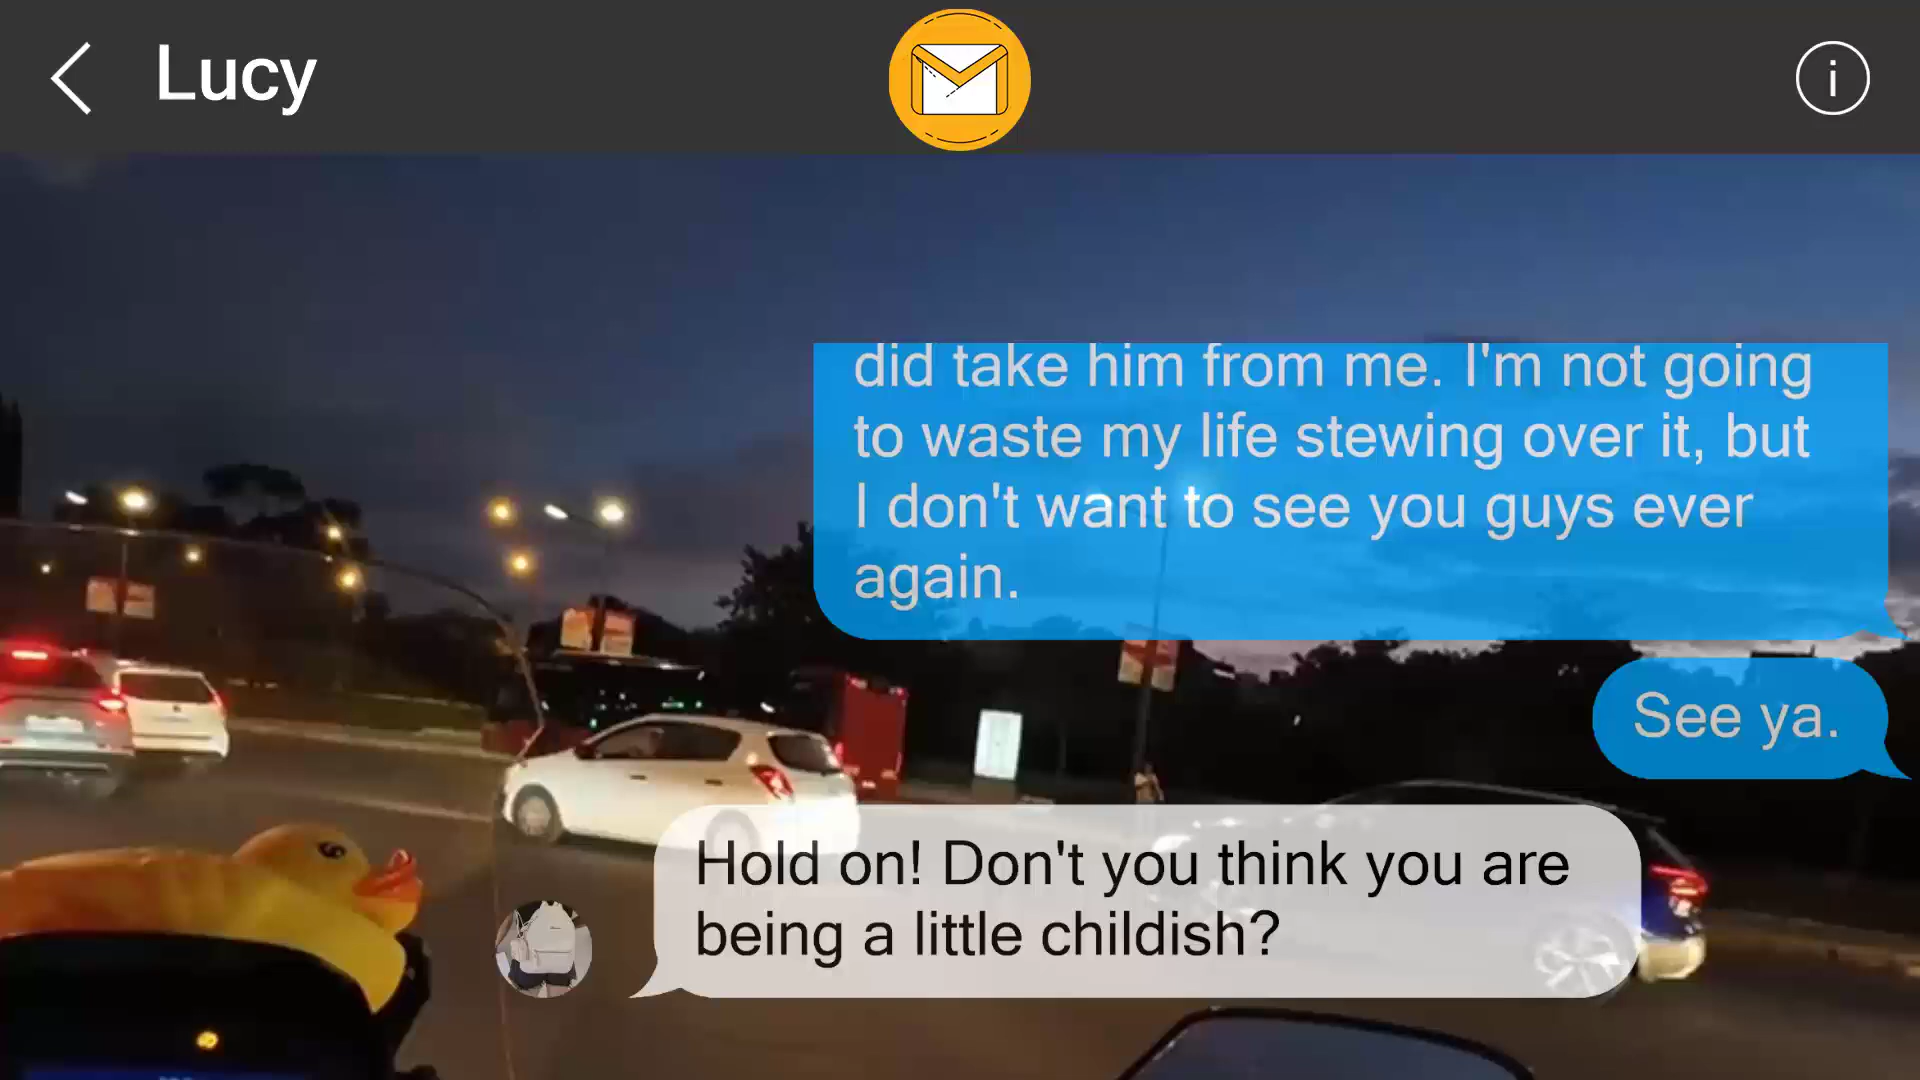 Lucy
did take him from me. I'm not going
to waste my life stewing over it, but
I don't want to see you guys ever
again.
See ya.
Hold on! Don't you think you are
being a little childish?